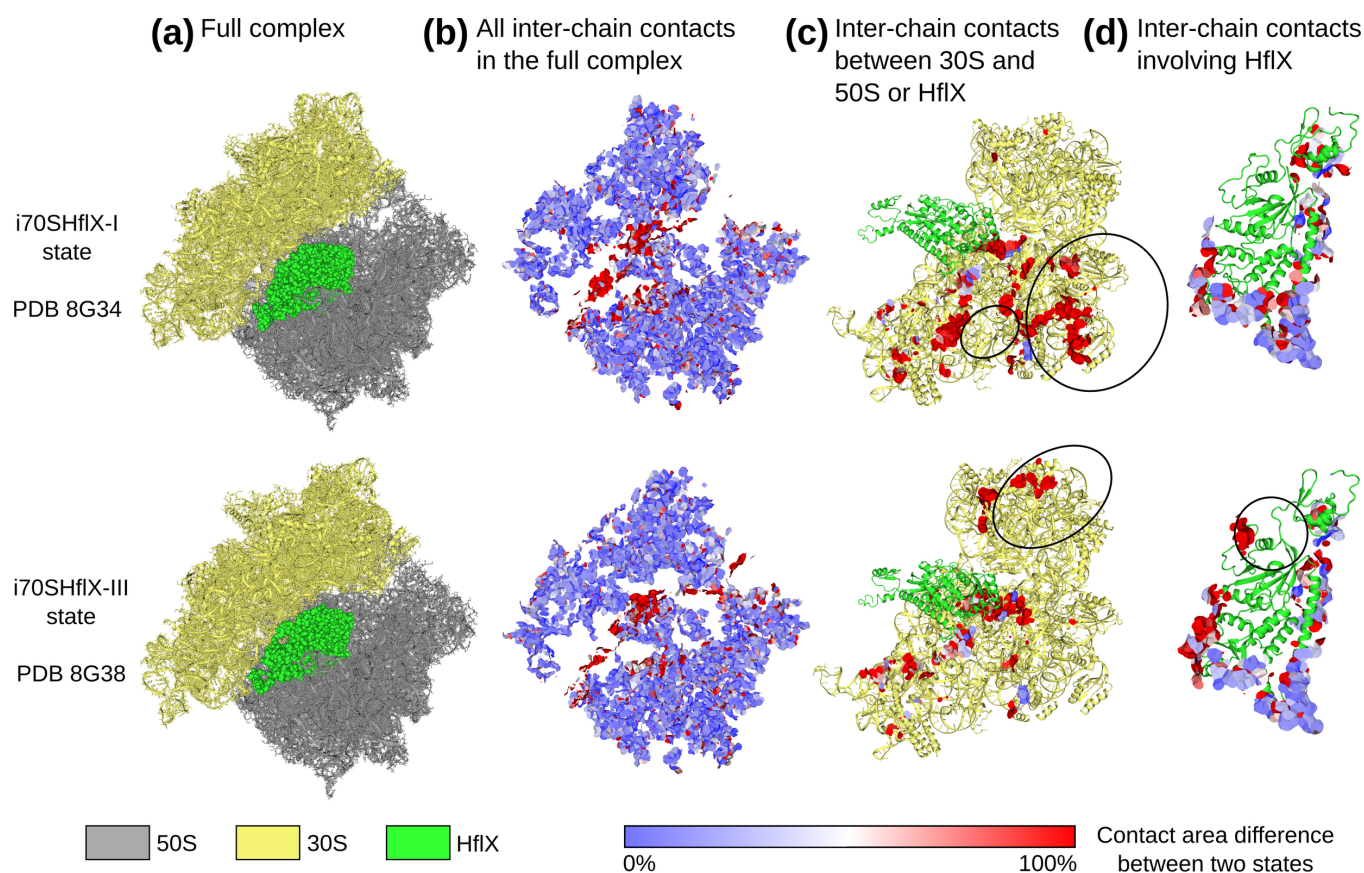 (a) Full complex
(b) All inter-chain contacts
in the full complex
(c) Inter-chain contacts
between 30S and
50S or HflX
(d) Inter-chain contacts
involving HflX
i70SHflX-I
state
PDB 8G34
i70SHflX-III
state
PDB 8G38
50S
30S
HflX
0%
100%
Contact area difference
between two states